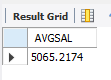 Result Grid
AVGSAL
5065.2174